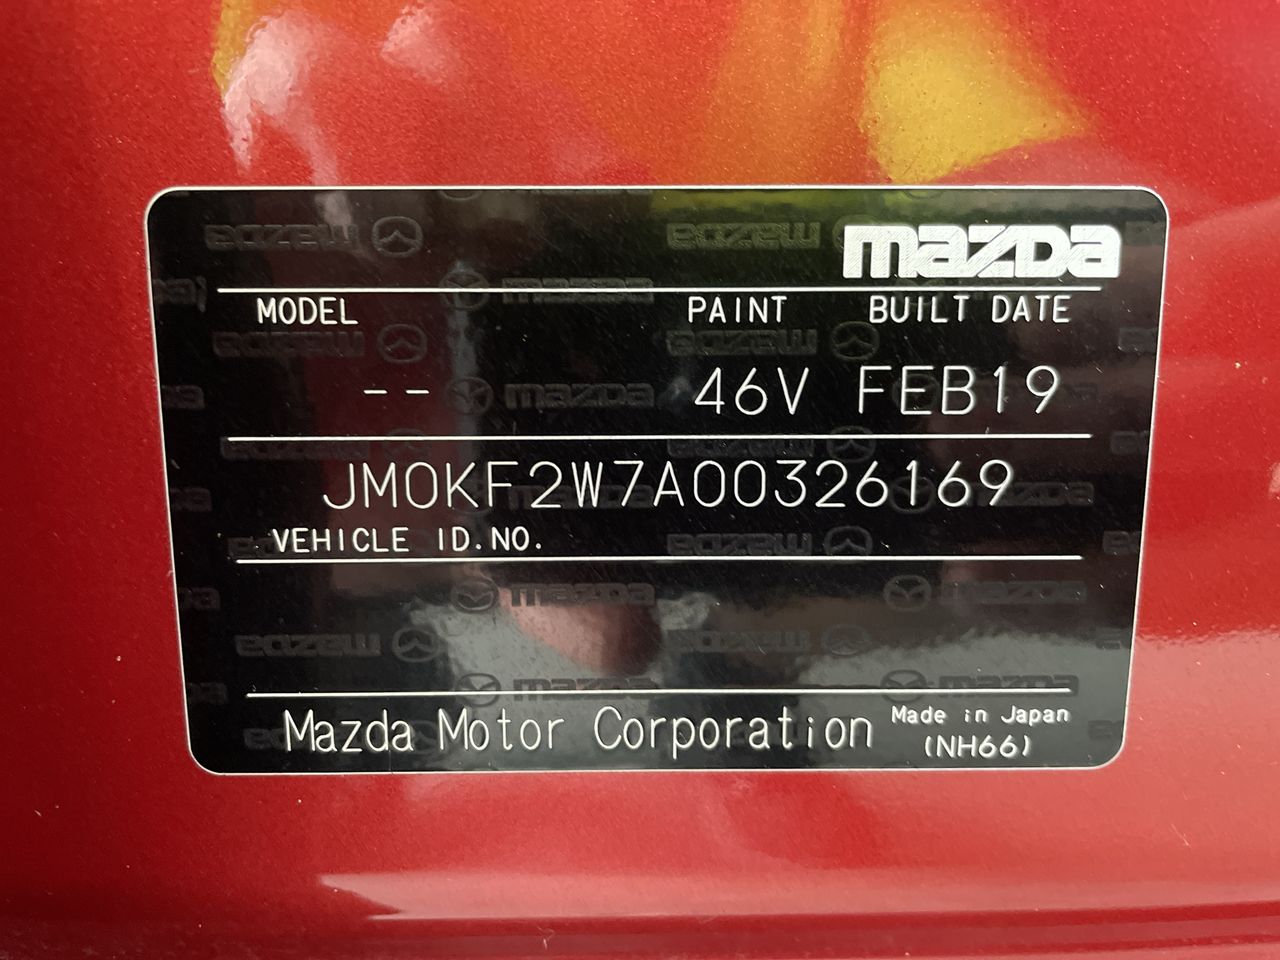 mazda
MODEL PAINT BUILT DATE
-- 46V FEB19
JM0KF2W7A00326169
VEHICLE ID.NO.
Mazda Motor Corporation Made in Japan
(NH66)